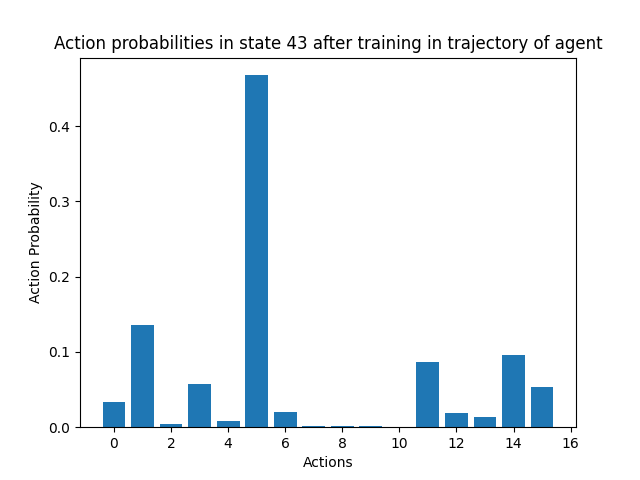 Action probabilities in state 43 after training in trajectory of agent
0.4
0.3
0.2
0.1
0.0
Action Probability
0 2 4 6 8 10 12 14 16
Actions